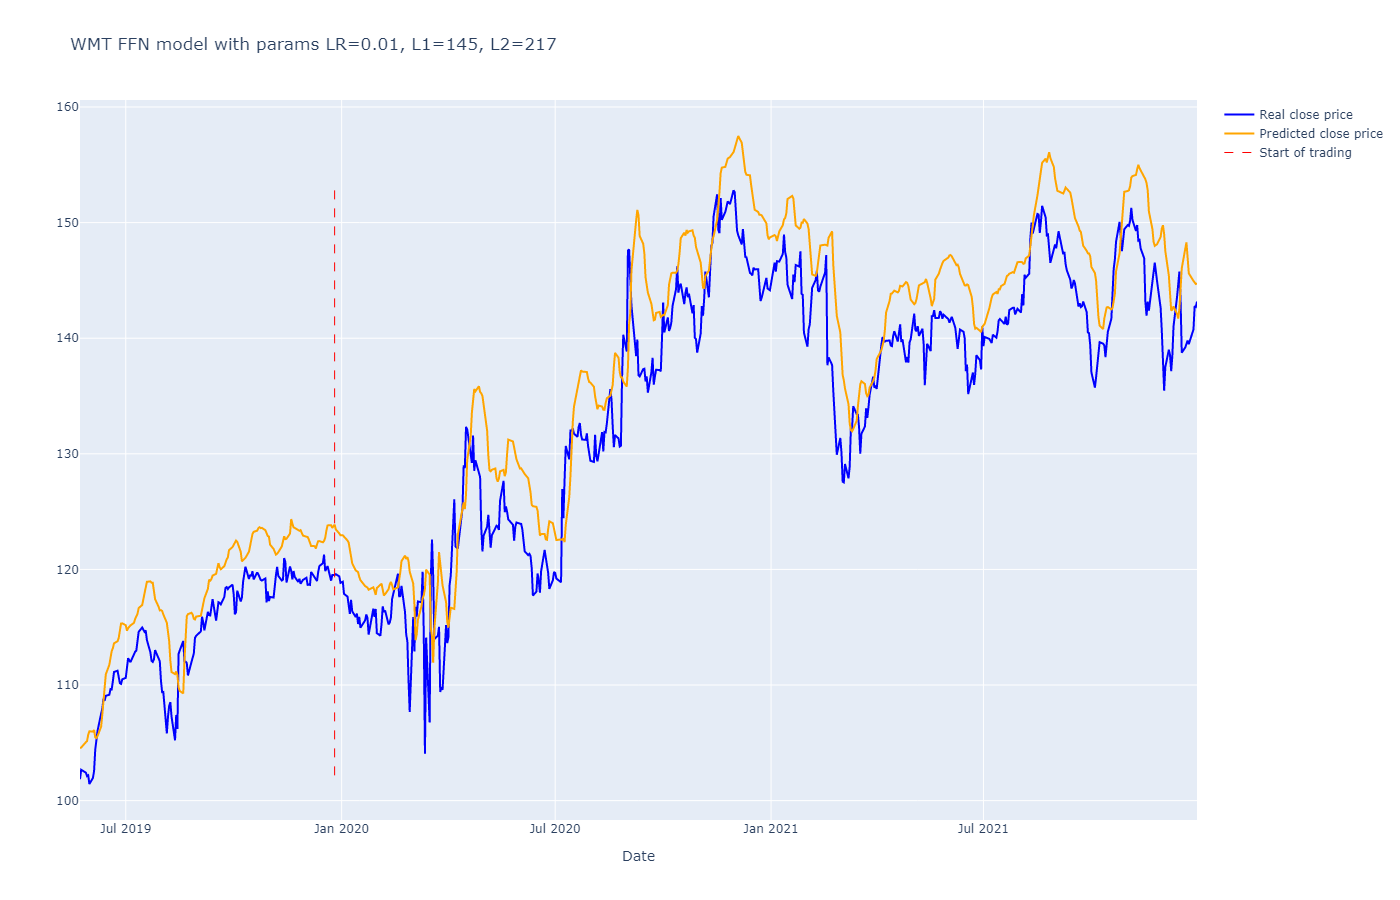 WMT FFN model with params LR=0.01, L1=145, L2=217
160
150
140
130
120
110
100
Jul 2019
Jan 2020
Jul 2020
Jan 2021
Jul 2021
Date
Real close price
Predicted close price
Start of trading